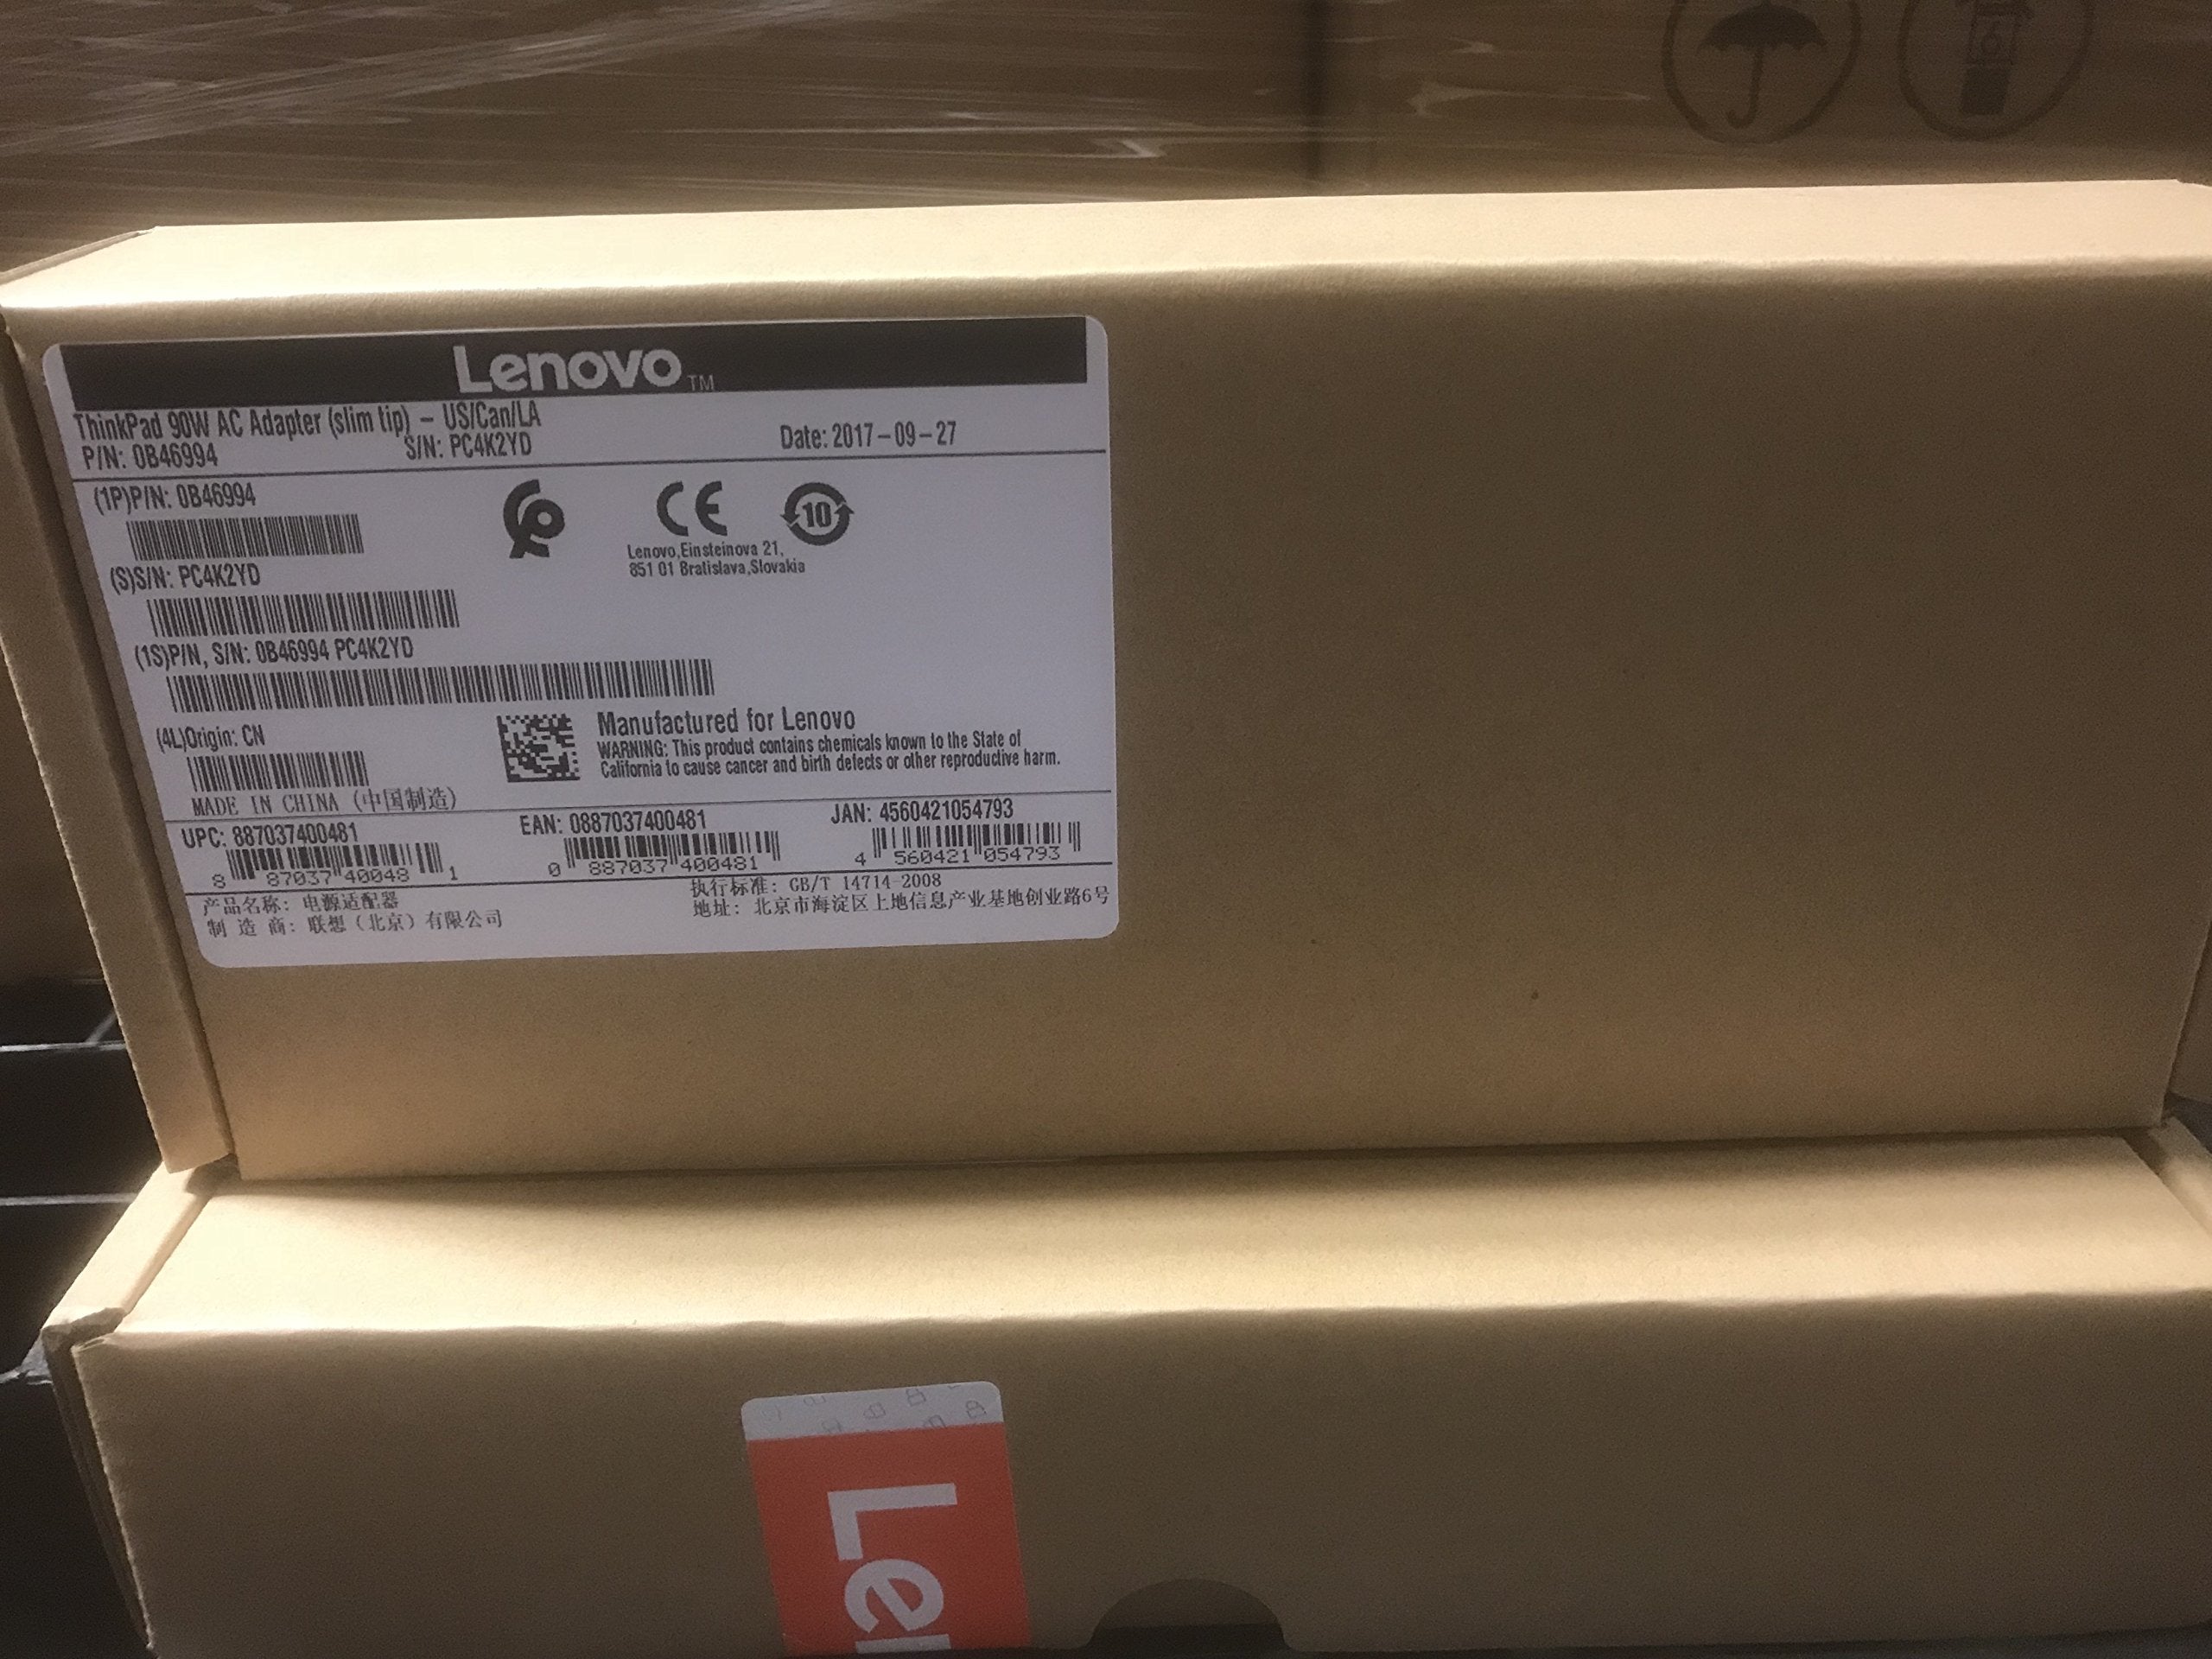 Lenovo™
ThinkPad 90W AC Adapter (slim tip) – US/Can/LA
P/N: 0B46994 S/N: PC4K2YD Date: 2017-09-27
(1P)P/N: 0B46994
CE
10
Lenovo,Einsteinova 21,
851 01 Bratislava,Slovakia
(S)S/N: PC4K2YD
(1S)P/N, S/N: 0B46994 PC4K2YD
(4L)Origin: CN
MADE IN CHINA (中国制造)
Manufactured for Lenovo
WARNING: This product contains chemicals known to the State of
California to cause cancer and birth defects or other reproductive harm.
UPC: 887037400481
8 87037 40048 1
EAN: 0887037400481
0 887037 400481
JAN: 4560421054793
4 560421 054793
产品名称: 电源适配器
制 造 商: 联想（北京）有限公司
执行标准: GB/T 14714-2008
地址: 北京市海淀区上地信息产业基地创业路6号
6
Le